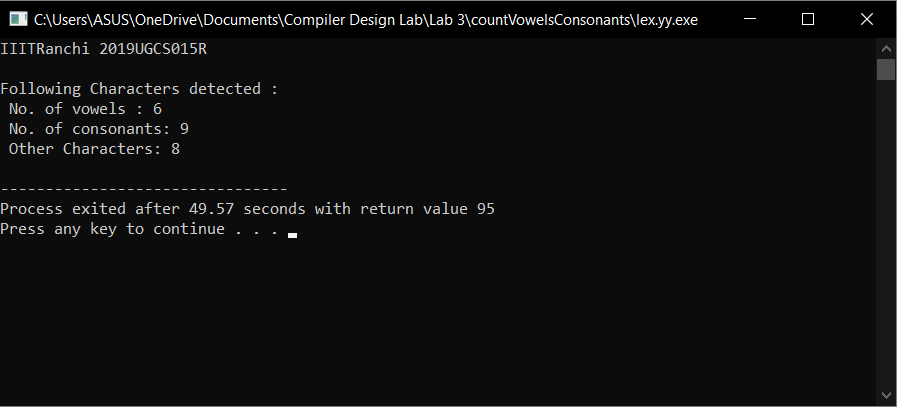 C:\Users\ASUS\OneDrive\Documents\Compiler Design Lab\Lab 3\countVowelsConsonants\lex.yy.exe
IIITRanchi 2019UGCS015R
Following Characters detected :
No. of vowels : 6
No. of consonants: 9
Other Characters: 8
--------------------------------
Process exited after 49.57 seconds with return value 95
Press any key to continue . . .